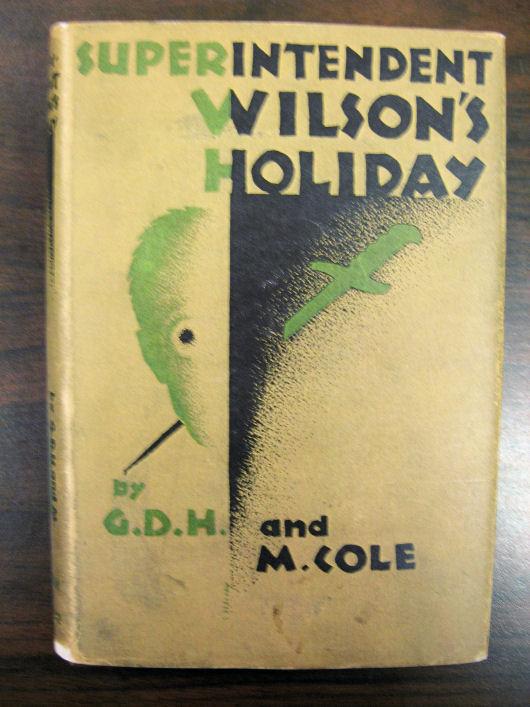 SUPERINTENDENT
WILSON'S
HOLIDAY
by
G.D.H. and
M. COLE